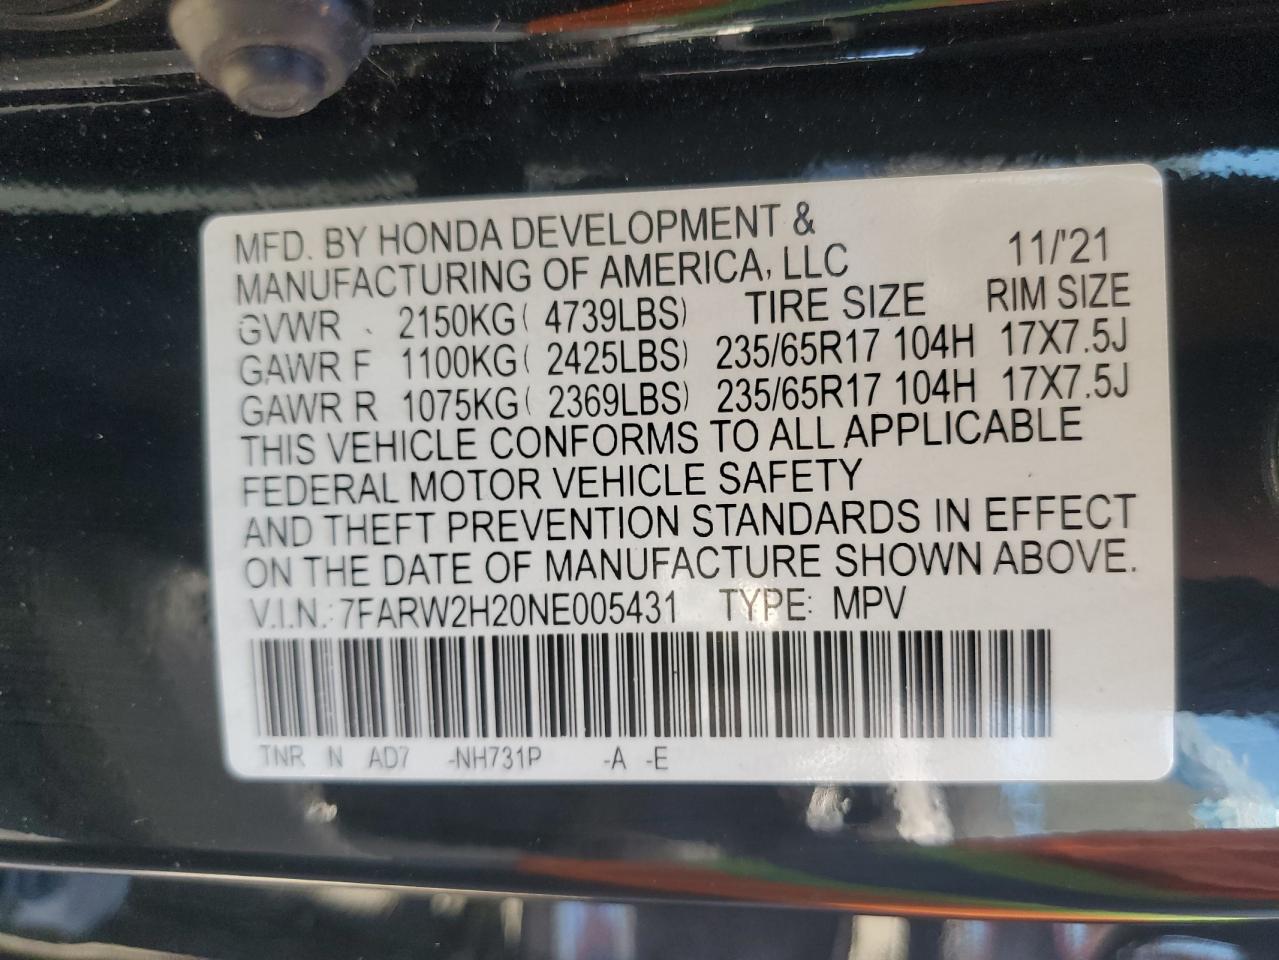 MFD. BY HONDA DEVELOPMENT &
MANUFACTURING OF AMERICA, LLC 11/'21
GVWR 2150KG( 4739LBS) TIRE SIZE RIM SIZE
GAWR F 1100KG( 2425LBS) 235/65R17 104H 17X7.5J
GAWR R 1075KG( 2369LBS) 235/65R17 104H 17X7.5J
THIS VEHICLE CONFORMS TO ALL APPLICABLE
FEDERAL MOTOR VEHICLE SAFETY
AND THEFT PREVENTION STANDARDS IN EFFECT
ON THE DATE OF MANUFACTURE SHOWN ABOVE.
V.I.N.: 7FARW2H20NE005431 TYPE: MPV
TNR N AD7 -NH731P -A -E